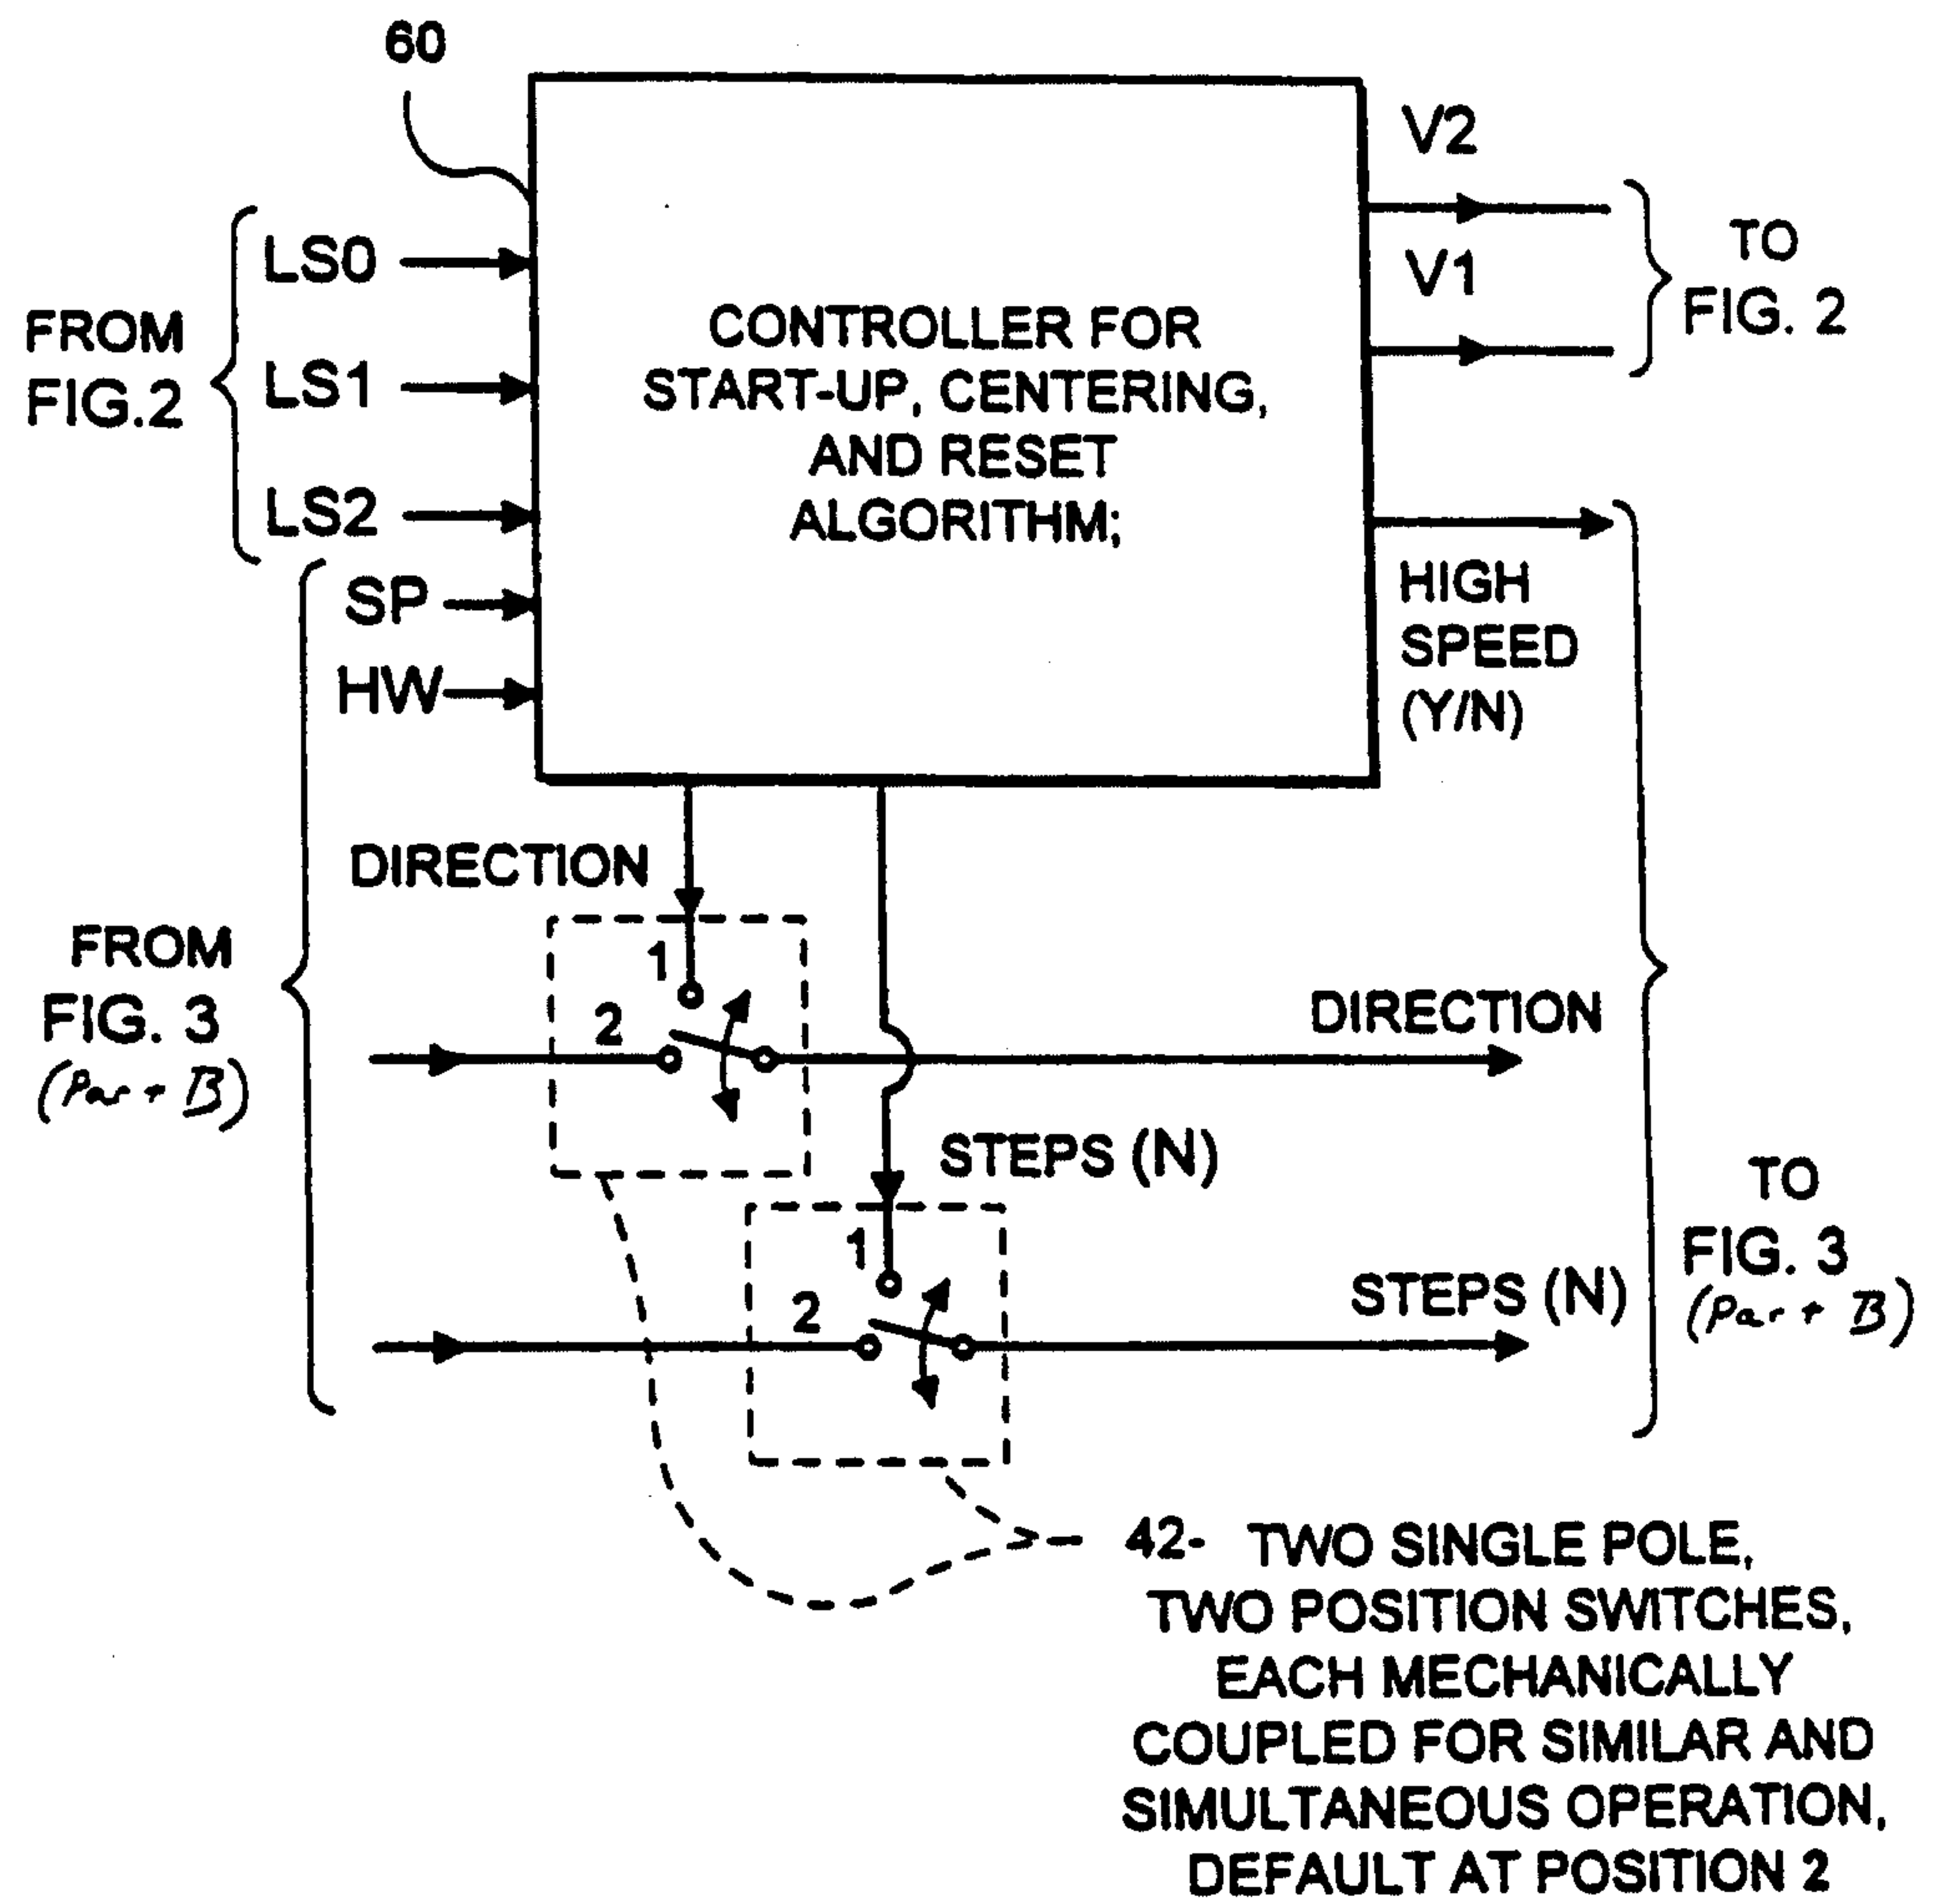 60
V2
LS0
TO
FIG. 2
V1
FROM
FIG.2
LS1
CONTROLLER FOR
START-UP, CENTERING,
AND RESET
ALGORITHM;
LS2
SP
HW
HIGH
SPEED
(Y/N)
DIRECTION
1
2
FROM
FIG. 3
(Part B)
DIRECTION
STEPS (N)
1
2
TO
FIG. 3
(Part B)
STEPS (N)
42- TWO SINGLE POLE,
TWO POSITION SWITCHES,
EACH MECHANICALLY
COUPLED FOR SIMILAR AND
SIMULTANEOUS OPERATION,
DEFAULT AT POSITION 2